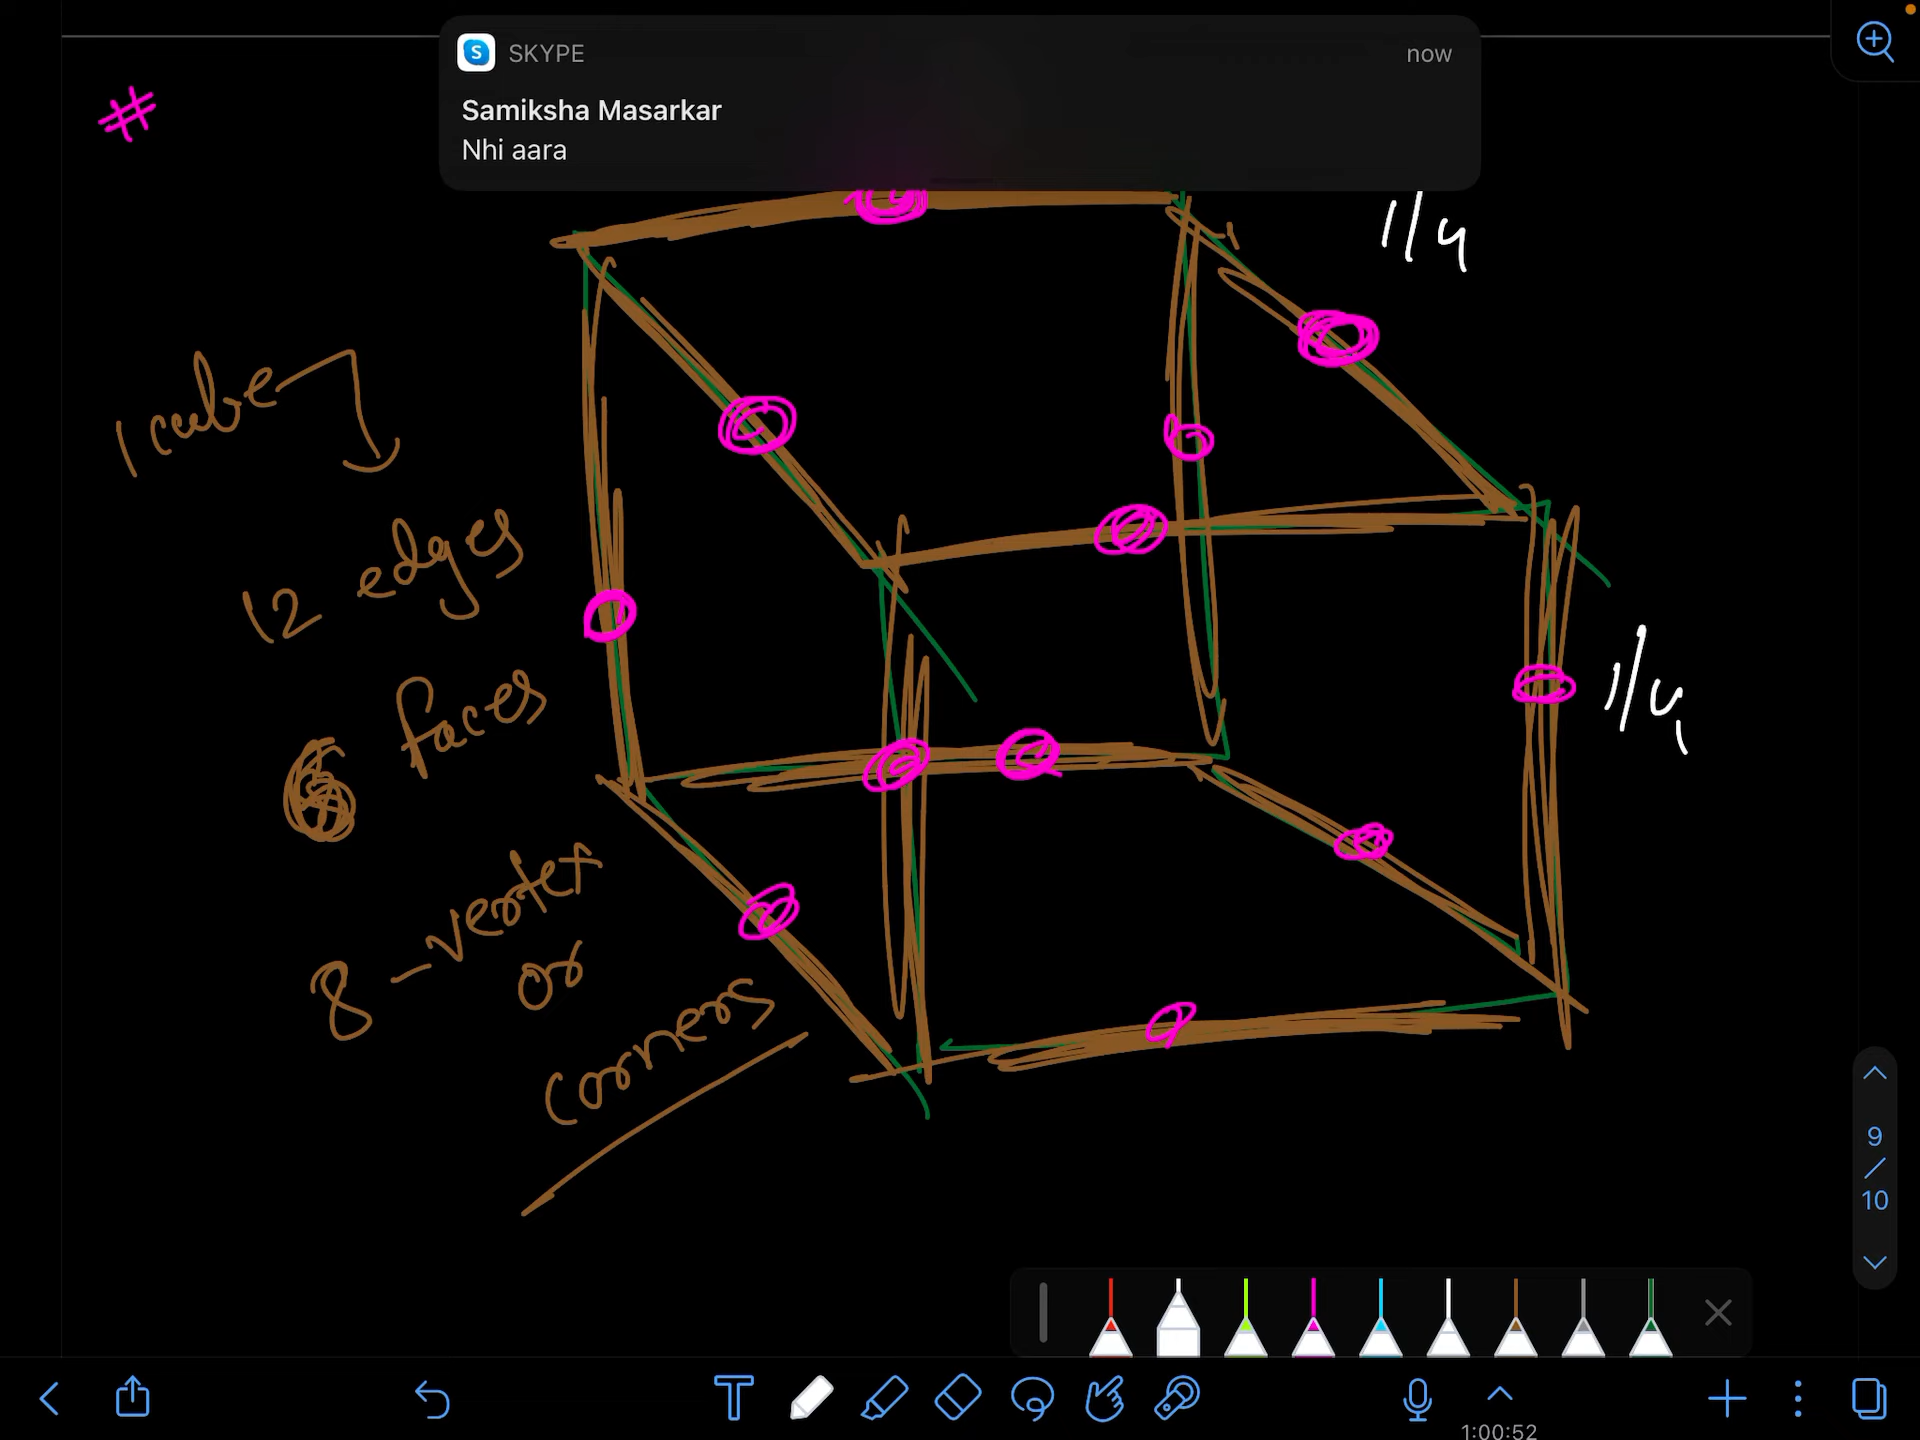 SKYPE now
Samiksha Masarkar
Nhi aara
#
1/4
1 cube
12 edges
6 faces
1/4
8 - vertex
or
corners
9
/
10
T
1:00:52